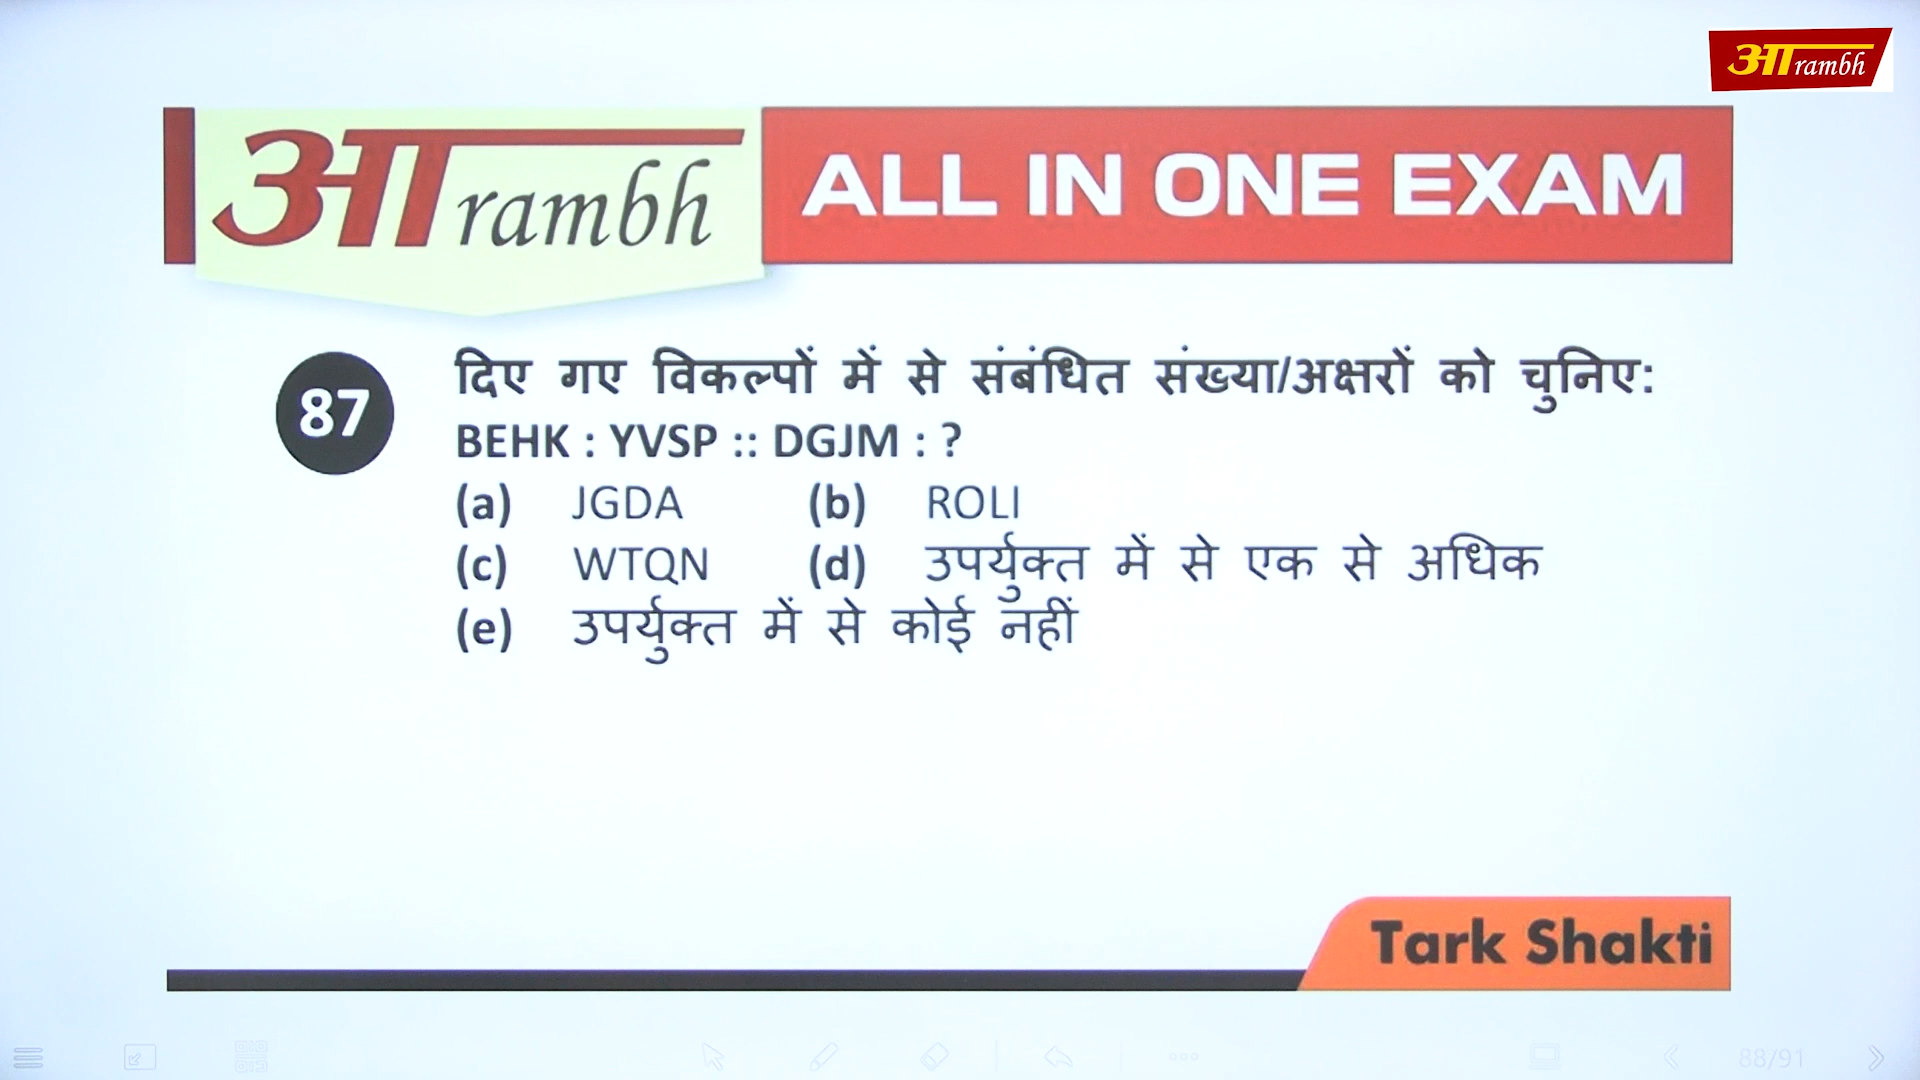 आrambh
आrambh ALL IN ONE EXAM
87 दिए गए विकल्पों में से संबंधित संख्या/अक्षरों को चुनिए:
BEHK : YVSP :: DGJM : ?
(a) JGDA (b) ROLI
(c) WTQN (d) उपर्युक्त में से एक से अधिक
(e) उपर्युक्त में से कोई नहीं
Tark Shakti
88/91